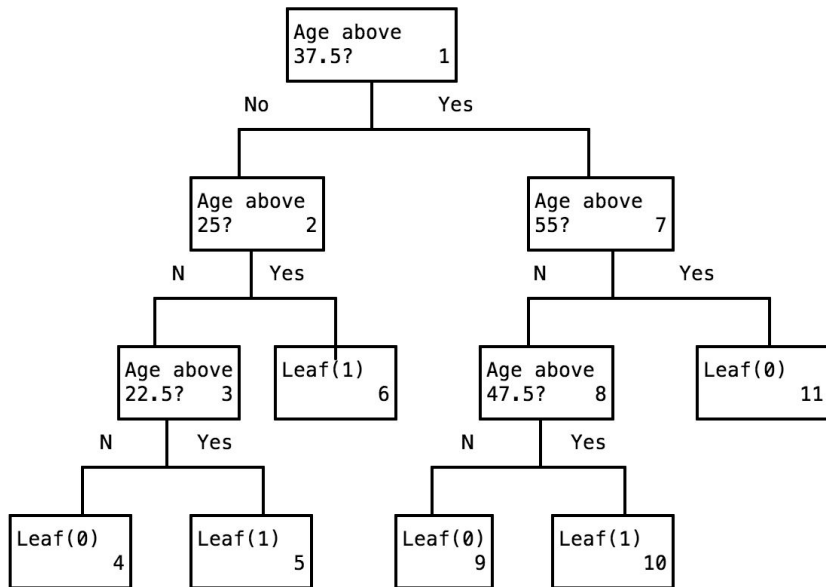 Age above
37.5? 1
No Yes
Age above
25? 2
Age above
55? 7
N Yes
N Yes
Age above
22.5? 3
Leaf(1)
6
Age above
47.5? 8
Leaf(0)
11
N Yes
N Yes
Leaf(0)
4
Leaf(1)
5
Leaf(0)
9
Leaf(1)
10